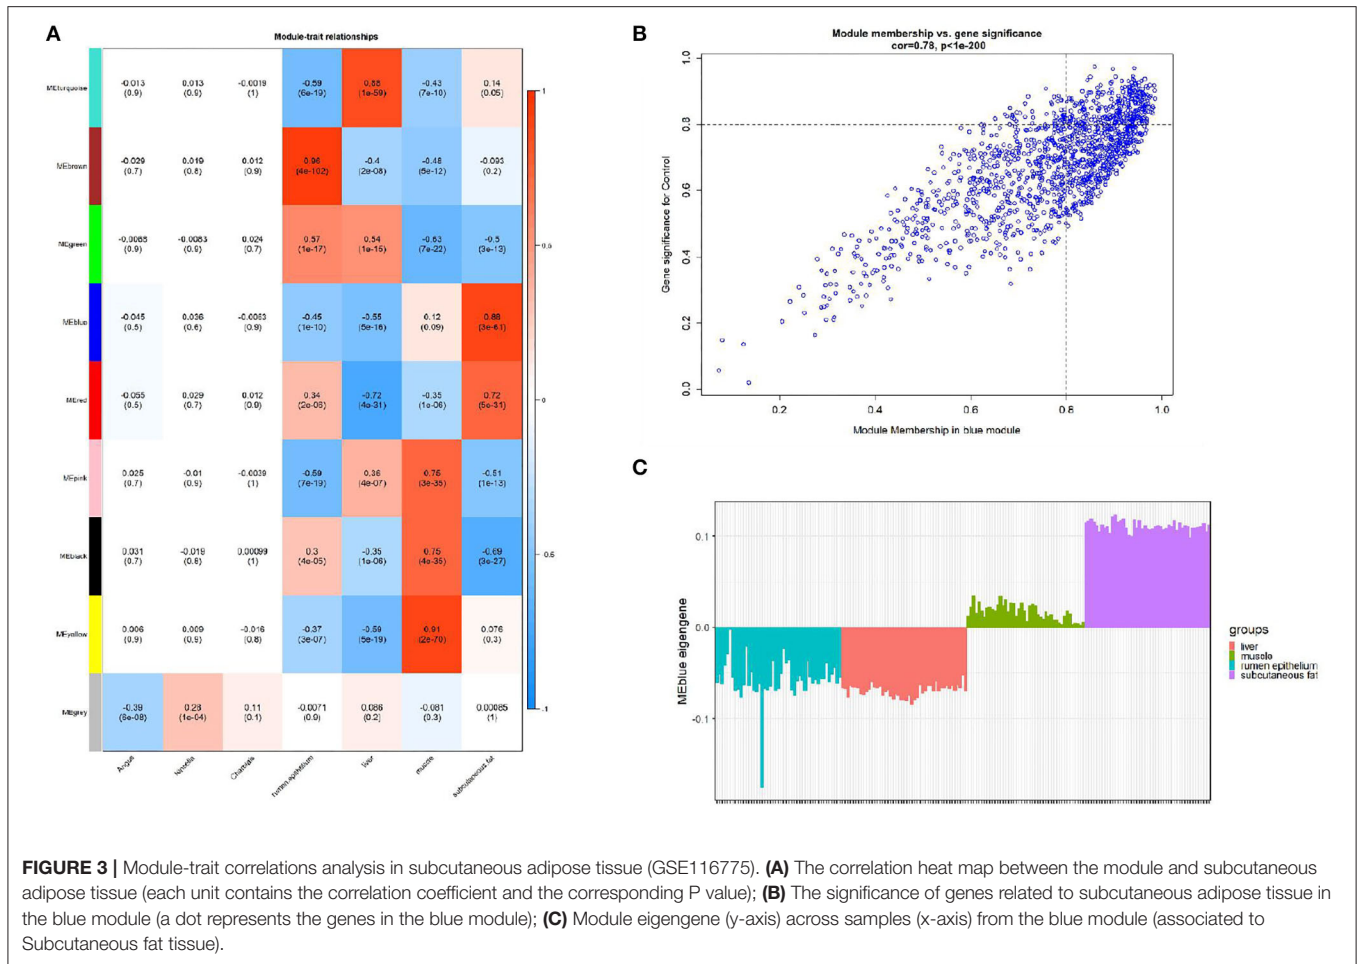 A
Module-trait relationships
MEturquoise
-0.013 0.013 -0.0019 -0.59 0.88 -0.43 0.14
(0.9) (0.9) (1) (6e-19) (1e-59) (7e-10) (0.05)
MEbrown
-0.029 0.019 0.012 0.96 -0.4 -0.48 -0.093
(0.7) (0.8) (0.9) (4e-102) (2e-08) (5e-12) (0.2)
MEgreen
-0.0085 -0.0083 0.024 0.57 0.54 -0.63 -0.5
(0.9) (0.9) (0.7) (1e-17) (1e-15) (7e-22) (3e-13)
MEblue
-0.045 0.036 -0.0063 -0.45 -0.55 0.12 0.88
(0.5) (0.6) (0.9) (1e-10) (5e-16) (0.09) (3e-61)
MEred
-0.055 0.029 0.012 0.34 -0.72 -0.35 0.72
(0.5) (0.7) (0.9) (2e-06) (4e-31) (1e-06) (5e-31)
MEpink
0.025 -0.01 -0.0039 -0.59 0.36 0.75 -0.51
(0.7) (0.9) (1) (7e-19) (4e-07) (3e-35) (1e-13)
MEblack
0.031 -0.019 0.00099 0.3 -0.35 0.75 -0.69
(0.7) (0.8) (1) (4e-05) (1e-06) (4e-35) (3e-27)
MEyellow
0.006 0.009 -0.016 -0.37 -0.59 0.91 0.076
(0.9) (0.9) (0.8) (3e-07) (5e-19) (2e-70) (0.3)
MEgrey
-0.39 0.28 0.11 -0.0071 0.086 -0.081 0.00085
(6e-08) (1e-04) (0.1) (0.9) (0.2) (0.3) (1)
Angus Charolais rumen epithelium liver muscle subcutaneous fat
1
0.5
0
-0.5
-1
B
Module membership vs. gene significance
cor=0.78, p<1e-200
Gene significance for Control
1.0
0.8
0.6
0.4
0.2
0.0
0.2 0.4 0.6 0.8 1.0
Module Membership in blue module
C
MEblue eigengene
0.1
0.0
-0.1
groups
liver
muscle
rumen epithelium
subcutaneous fat
FIGURE 3 | Module-trait correlations analysis in subcutaneous adipose tissue (GSE116775). (A) The correlation heat map between the module and subcutaneous
adipose tissue (each unit contains the correlation coefficient and the corresponding P value); (B) The significance of genes related to subcutaneous adipose tissue in
the blue module (a dot represents the genes in the blue module); (C) Module eigengene (y-axis) across samples (x-axis) from the blue module (associated to
Subcutaneous fat tissue).